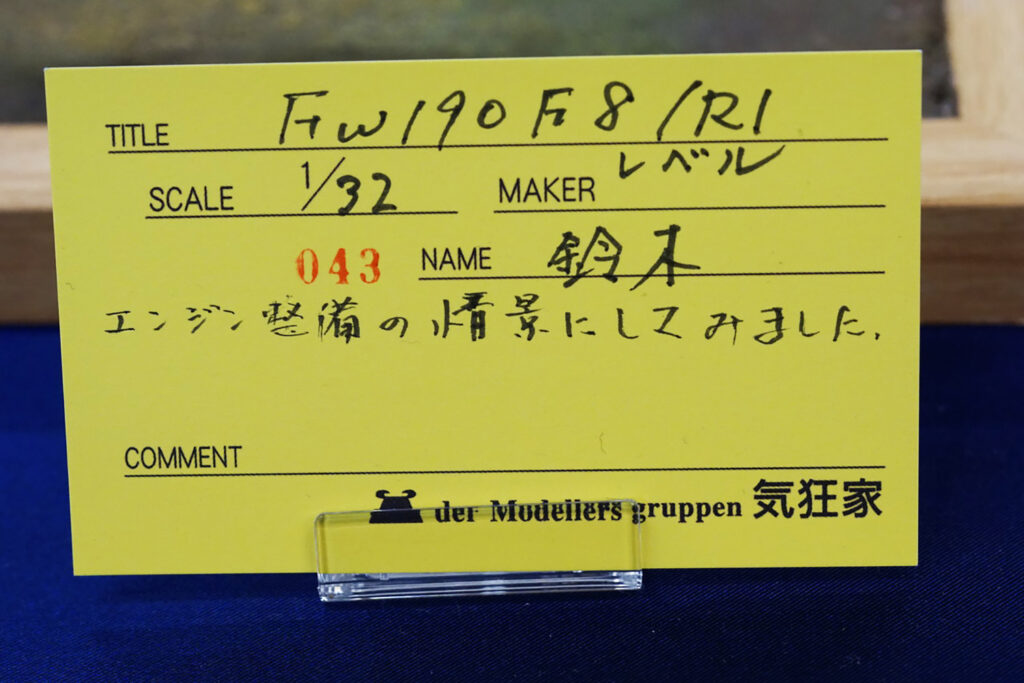 TITLE FW190F8/R1
SCALE 1/32 MAKER レベル
043 NAME 鈴木
エンジン整備の情景にしてみました.
COMMENT
der Modellers gruppen 気狂家